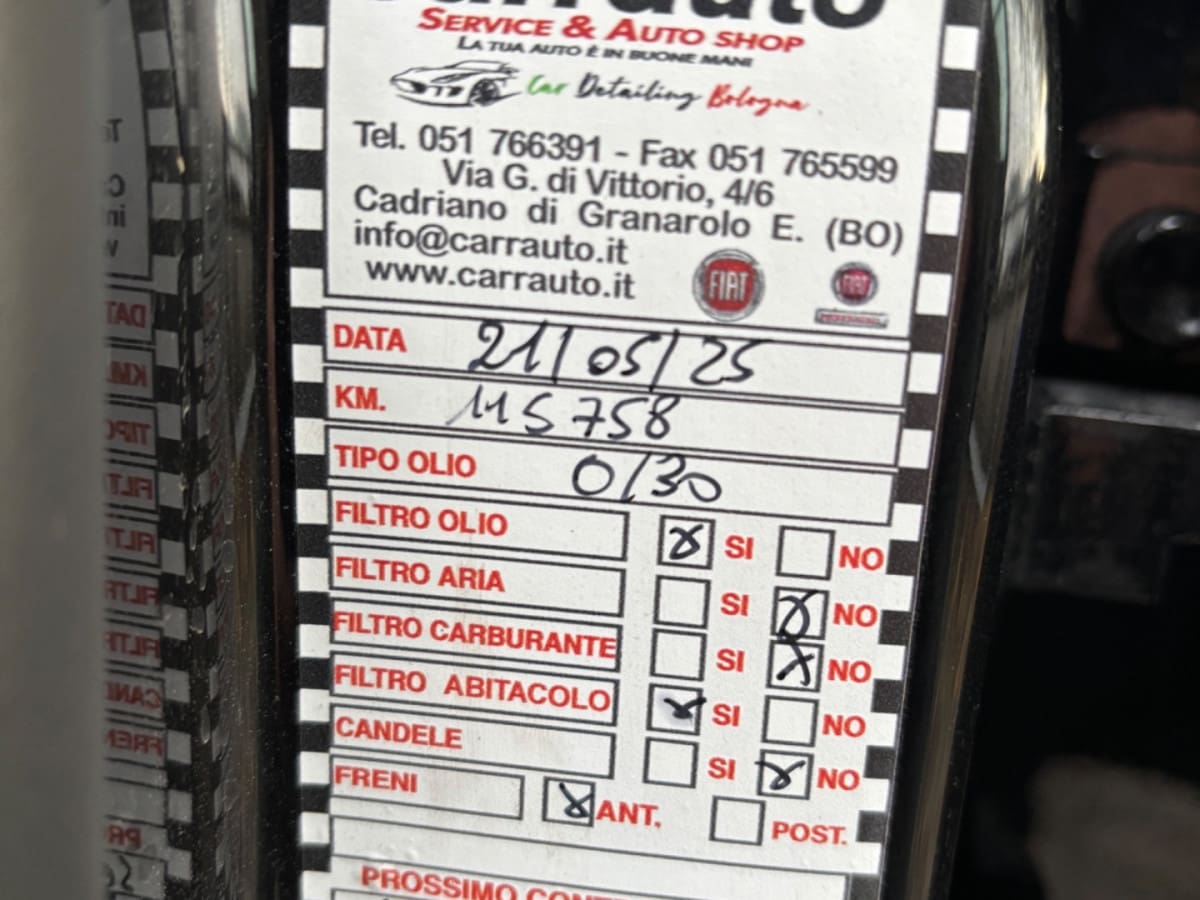 Carrauto
SERVICE & AUTO SHOP
LA TUA AUTO È IN BUONE MANI
Car Detailing Bologna
Tel. 051 766391 - Fax 051 765599
Via G. di Vittorio, 4/6
Cadriano di Granarolo E. (BO)
info@carrauto.it
www.carrauto.it
FIAT
FIAT
DATA 21/05/25
KM. 115758
TIPO OLIO 0/30
FILTRO OLIO X SI NO
FILTRO ARIA SI X NO
FILTRO CARBURANTE SI X NO
FILTRO ABITACOLO X SI NO
CANDELE SI X NO
FRENI X ANT. POST.
PROSSIMO